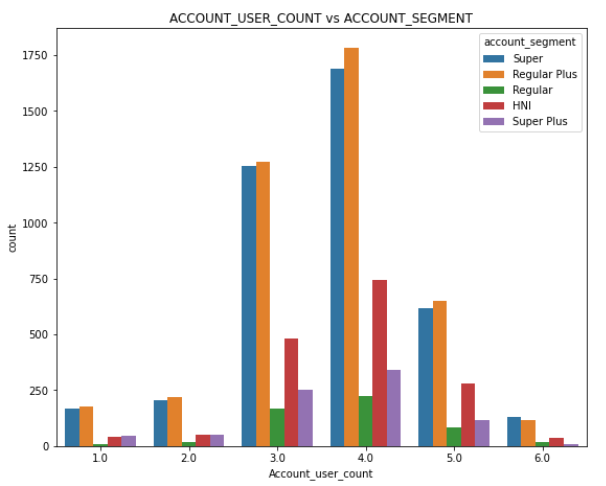 ACCOUNT_USER_COUNT vs ACCOUNT_SEGMENT
account_segment
Super
Regular Plus
Regular
HNI
Super Plus
1750
1500
1250
1000
750
500
250
0
count
1.0 2.0 3.0 4.0 5.0 6.0
Account_user_count